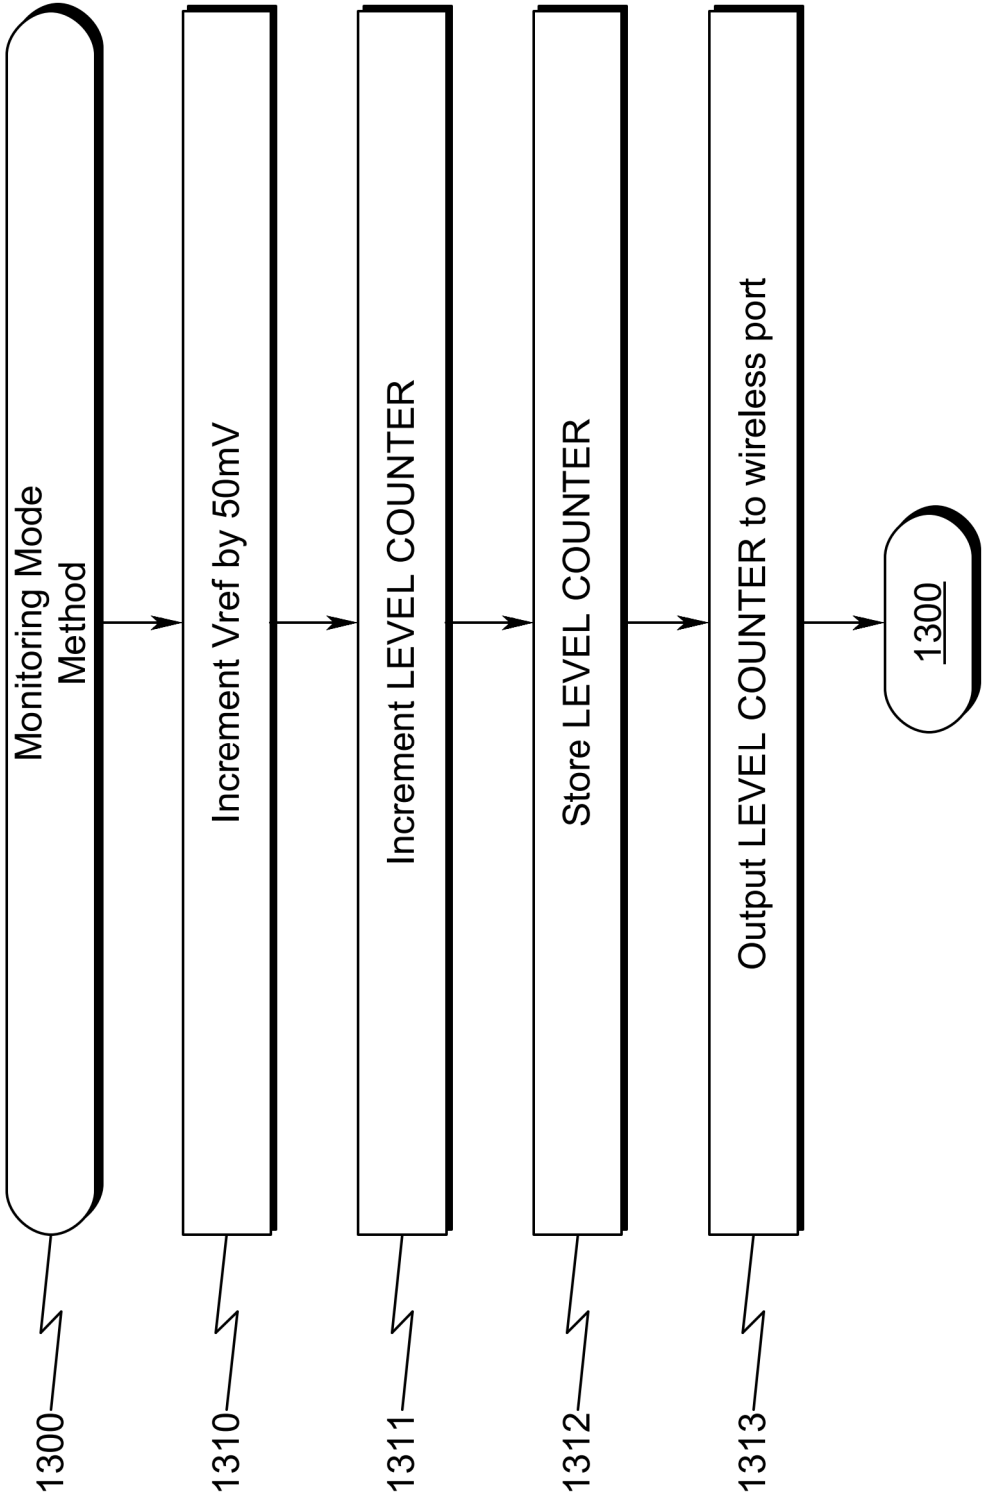 Monitoring Mode
Method
1300
Increment Vref by 50mV
1310
Increment LEVEL COUNTER
1311
Store LEVEL COUNTER
1312
Output LEVEL COUNTER to wireless port
1313
1300